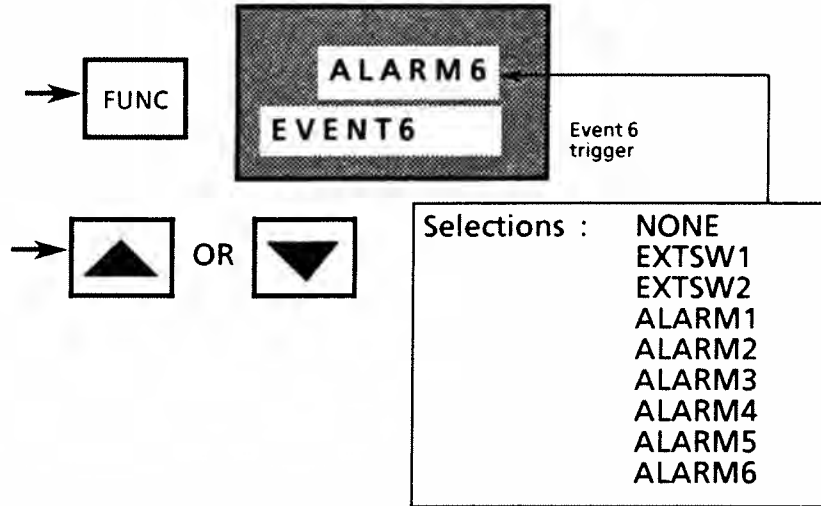 FUNC
ALARM6
EVENT6
Event 6
trigger
OR
Selections : NONE
EXTSW1
EXTSW2
ALARM1
ALARM2
ALARM3
ALARM4
ALARM5
ALARM6